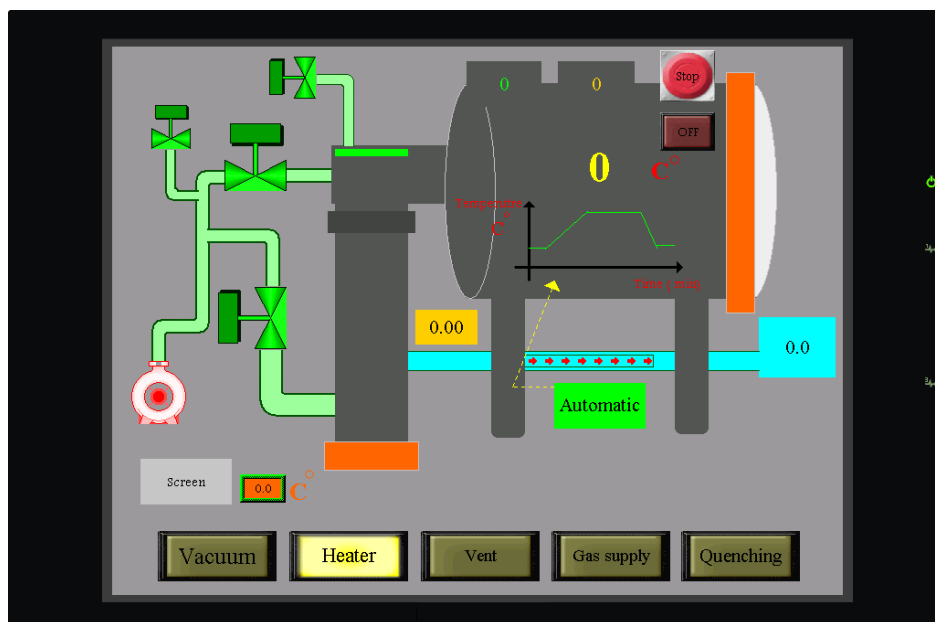 0
0
Stop
OFF
0
C°
Temperature
C°
Time ( min)
0.00
0.0
Automatic
Screen
0.0
C°
Vacuum
Heater
Vent
Gas supply
Quenching